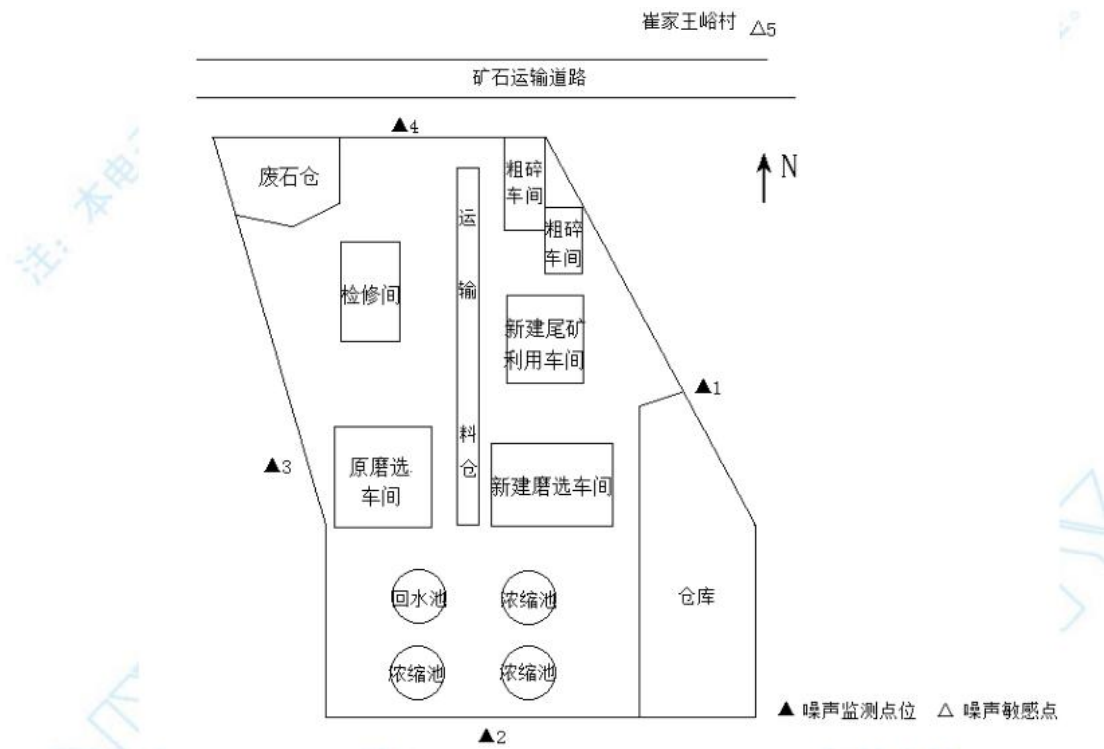 崔家王峪村 △5
矿石运输道路
▲4
N
废石仓
粗碎
车间
粗碎
车间
运
输
料
仓
检修间
新建尾矿
利用车间
▲1
原磨选
车间
▲3
新建磨选车间
回水池
浓缩池
仓库
浓缩池
浓缩池
▲2
▲ 噪声监测点位 △ 噪声敏感点
注：本电